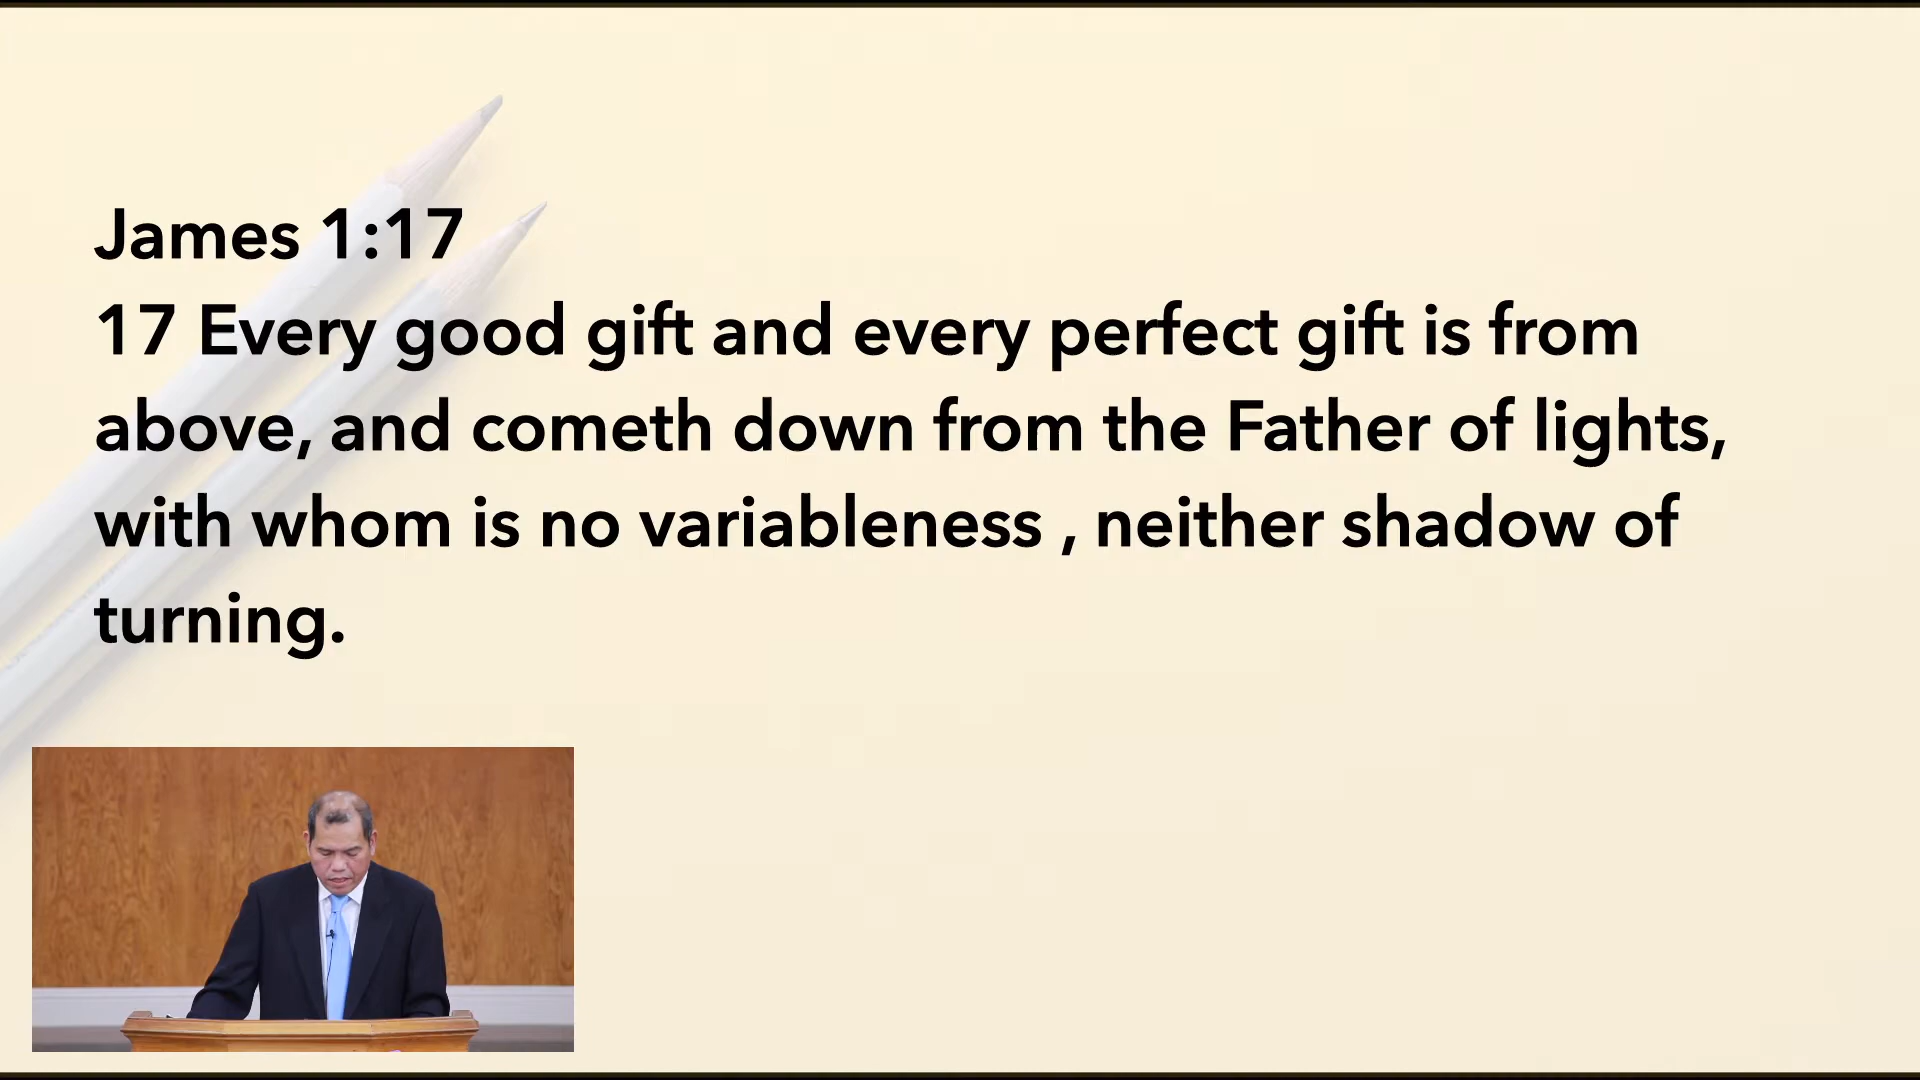 James 1:17
17 Every good gift and every perfect gift is from
above, and cometh down from the Father of lights,
with whom is no variableness , neither shadow of
turning.